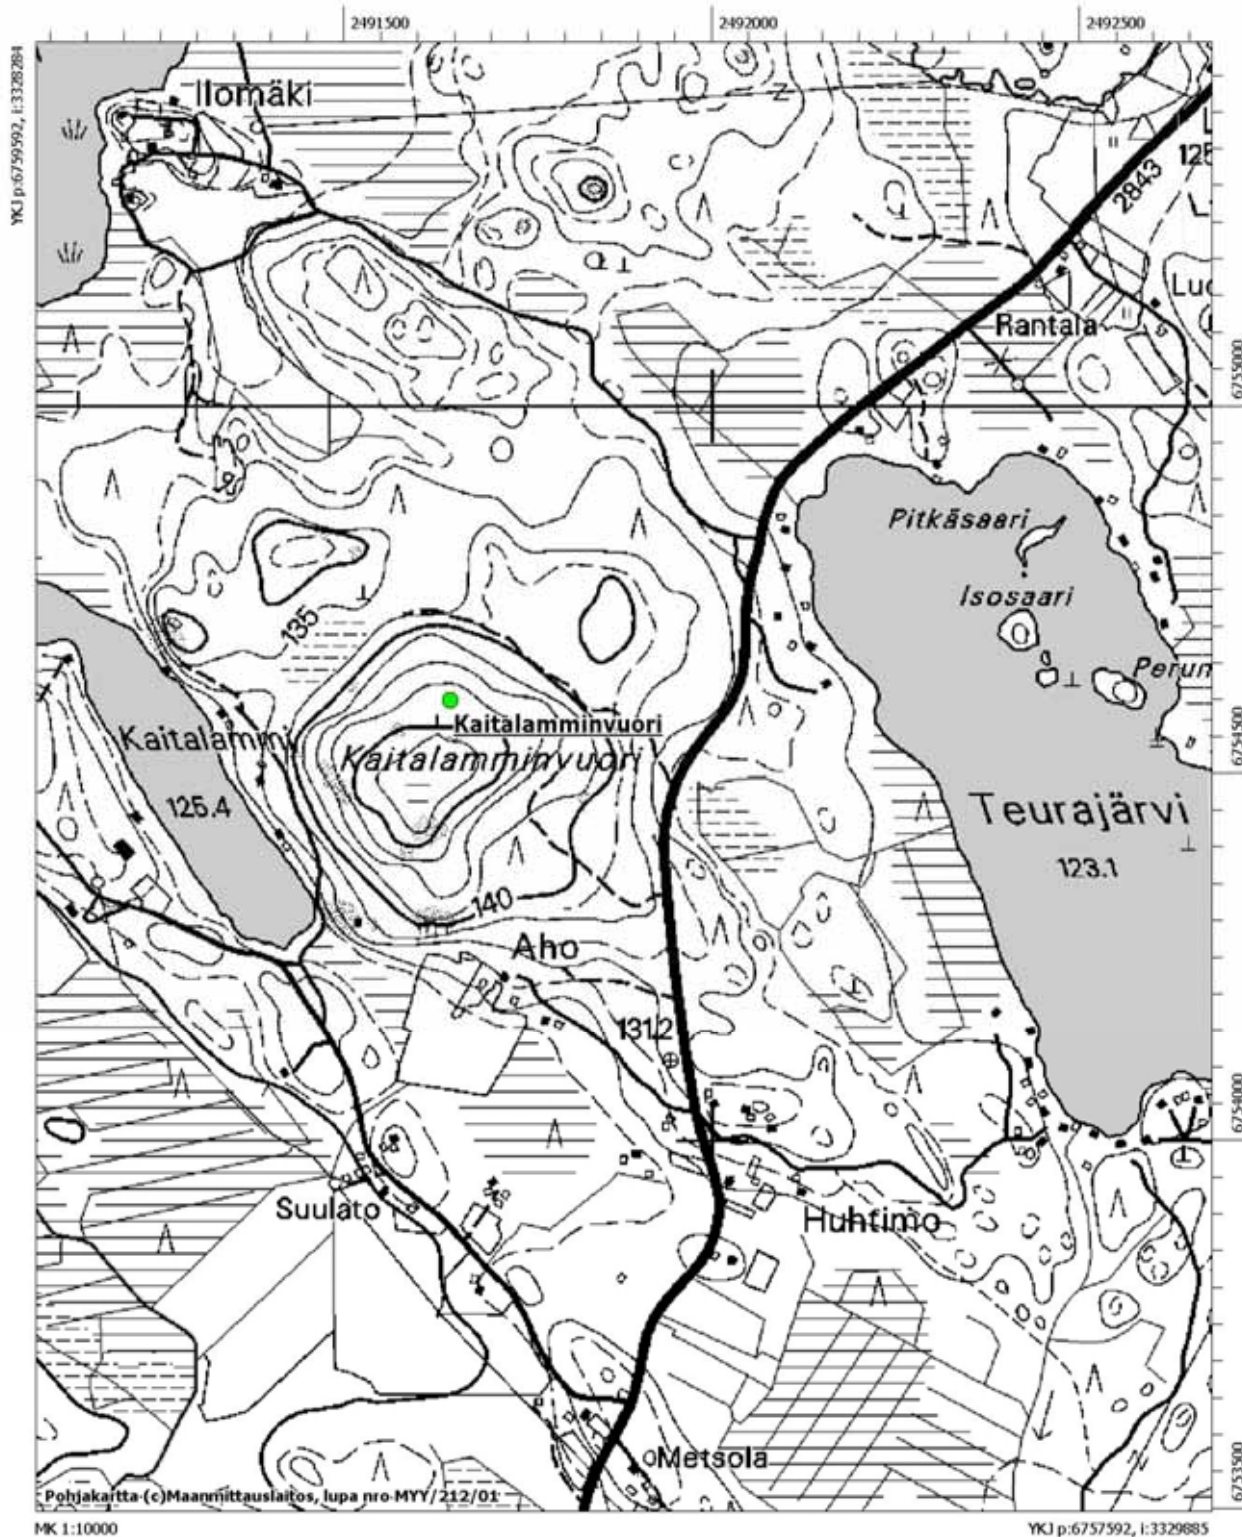 2491500
2492000
2492500
YKJ p:6759592, i:3328284
Ilomäki
2843
125
Rantala
6755000
Pitkäsaari
Isosaari
135
Kaitalamminvuori
Kaitalammi
Kaitalamminvuori
6754500
125.4
Teurajärvi
123.1
140
Aho
131.2
6754000
Suulato
Huhtimo
Metsola
6753500
Pohjakartta (c)Maanmittauslaitos, lupa nro MYY/212/01
MK 1:10000
YKJ p:6757592, i:3329885